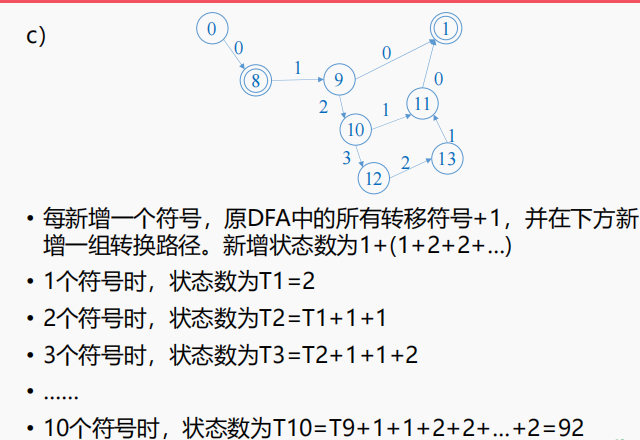 c)
0
1
0
0
8
1
9
2
0
11
10
1
3
1
12
2
13
• 每新增一个符号，原DFA中的所有转移符号+1，并在下方新
增一组转换路径。新增状态数为1+(1+2+2+…)
• 1个符号时，状态数为T1=2
• 2个符号时，状态数为T2=T1+1+1
• 3个符号时，状态数为T3=T2+1+1+2
• ……
• 10个符号时，状态数为T10=T9+1+1+2+2+…+2=92